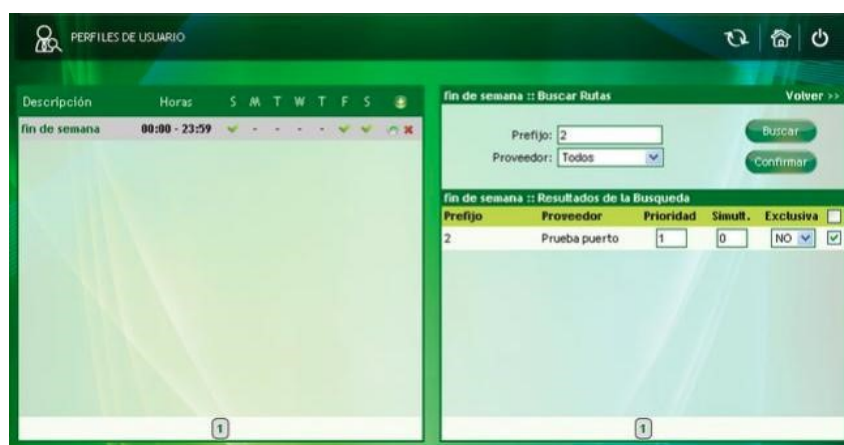 PERFILES DE USUARIO
Descripción Horas S M T W T F S
fin de semana 00:00 - 23:59 - - - -
1
fin de semana :: Buscar Rutas Volver >>
Prefijo: 2
Buscar
Proveedor: Todos
Confirmar
fin de semana :: Resultados de la Busqueda
Prefijo Proveedor Prioridad Simult. Exclusiva
2 Prueba puerto 1 0 NO
1